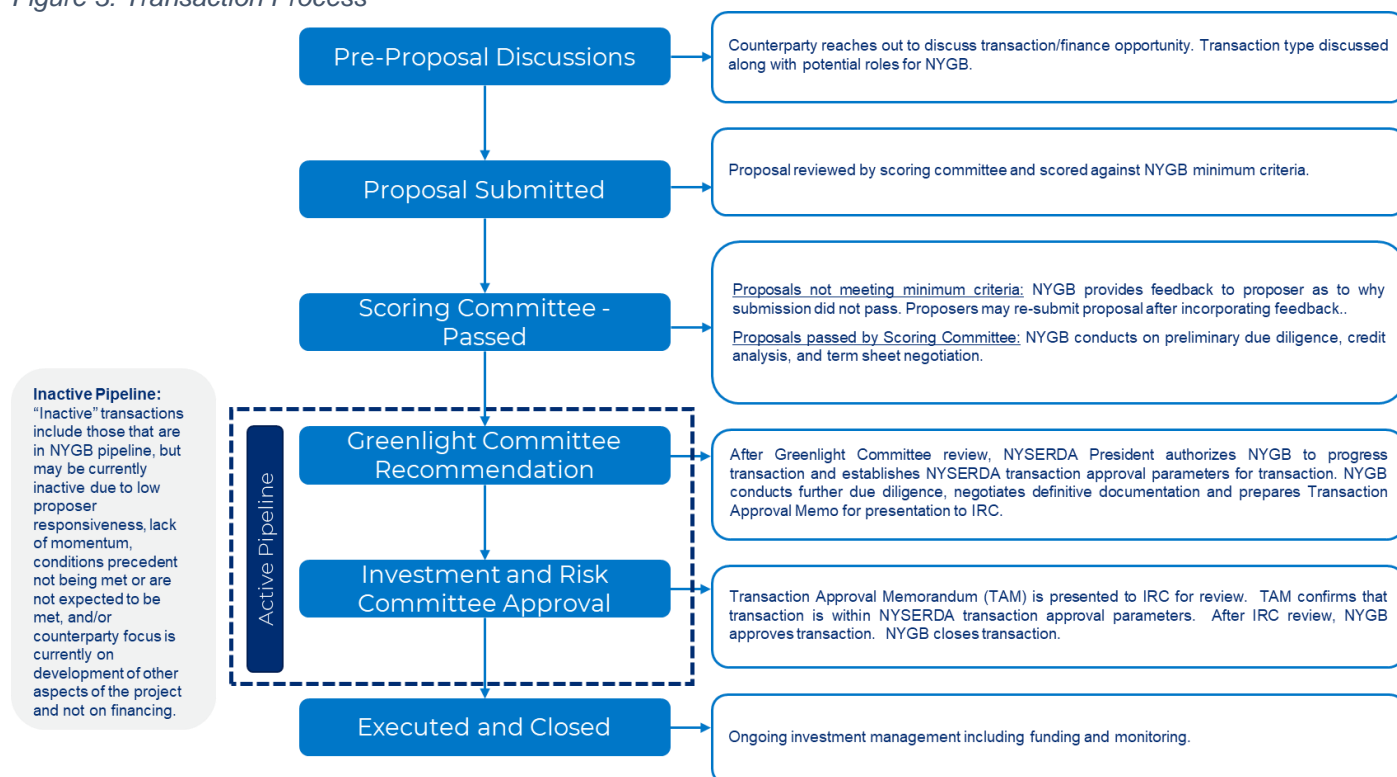 Figure 3: Transaction Process
Pre-Proposal Discussions
Counterparty reaches out to discuss transaction/finance opportunity. Transaction type discussed
along with potential roles for NYGB.
Proposal Submitted
Proposal reviewed by scoring committee and scored against NYGB minimum criteria.
Scoring Committee -
Passed
Proposals not meeting minimum criteria: NYGB provides feedback to proposer as to why
submission did not pass. Proposers may re-submit proposal after incorporating feedback..
Proposals passed by Scoring Committee: NYGB conducts on preliminary due diligence, credit
analysis, and term sheet negotiation.
Inactive Pipeline:
“Inactive” transactions
include those that are
in NYGB pipeline, but
may be currently
inactive due to low
proposer
responsiveness, lack
of momentum,
conditions precedent
not being met or are
not expected to be
met, and/or
counterparty focus is
currently on
development of other
aspects of the project
and not on financing.
Active Pipeline
Greenlight Committee
Recommendation
After Greenlight Committee review, NYSERDA President authorizes NYGB to progress
transaction and establishes NYSERDA transaction approval parameters for transaction. NYGB
conducts further due diligence, negotiates definitive documentation and prepares Transaction
Approval Memo for presentation to IRC.
Investment and Risk
Committee Approval
Transaction Approval Memorandum (TAM) is presented to IRC for review. TAM confirms that
transaction is within NYSERDA transaction approval parameters. After IRC review, NYGB
approves transaction. NYGB closes transaction.
Executed and Closed
Ongoing investment management including funding and monitoring.